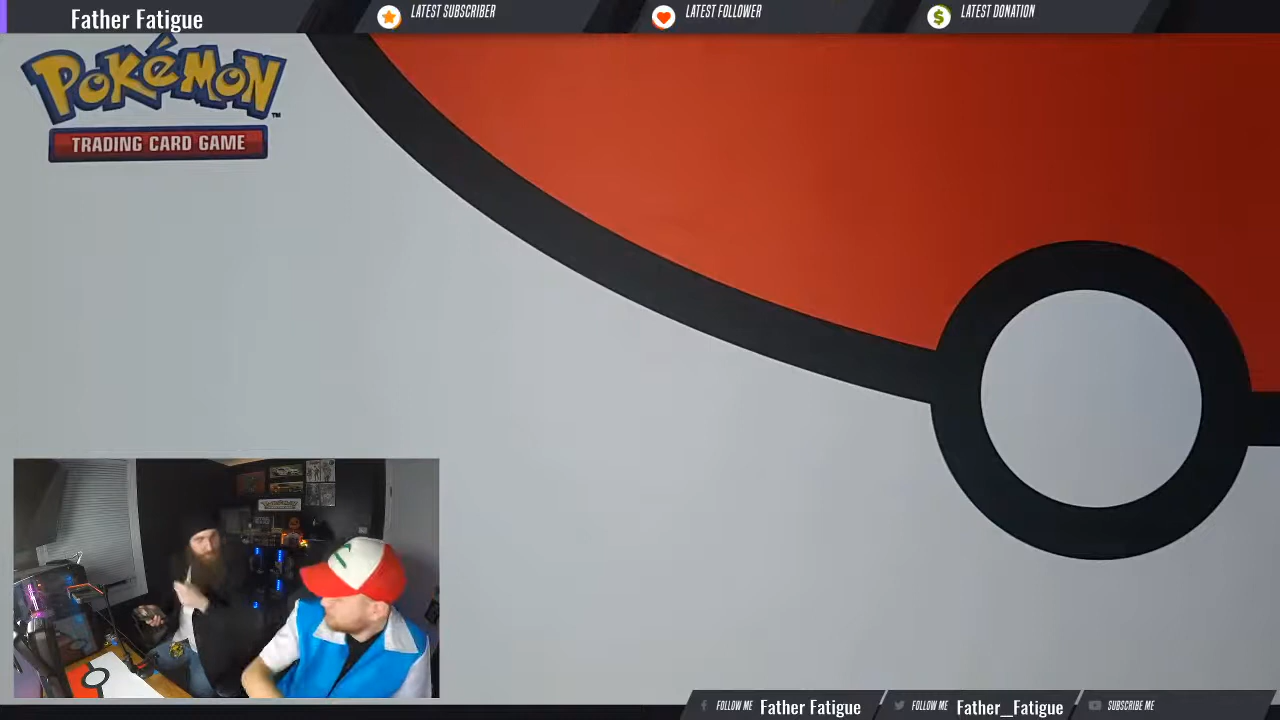 Father Fatigue
LATEST SUBSCRIBER
LATEST FOLLOWER
LATEST DONATION
POKéMON™
TRADING CARD GAME
FOLLOW ME Father Fatigue
FOLLOW ME Father_Fatigue
SUBSCRIBE ME